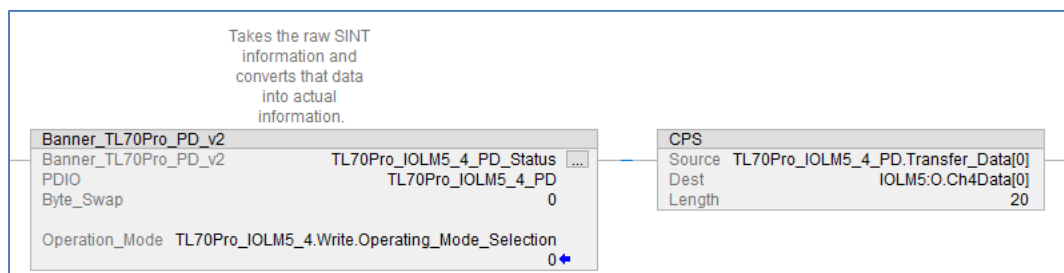 Takes the raw SINT
information and
converts that data
into actual
information.
Banner_TL70Pro_PD_v2
Banner_TL70Pro_PD_v2 TL70Pro_IOLM5_4_PD_Status ...
PDIO TL70Pro_IOLM5_4_PD
Byte_Swap 0
Operation_Mode TL70Pro_IOLM5_4.Write.Operating_Mode_Selection
0
CPS
Source TL70Pro_IOLM5_4_PD.Transfer_Data[0]
Dest IOLM5:O.Ch4Data[0]
Length 20